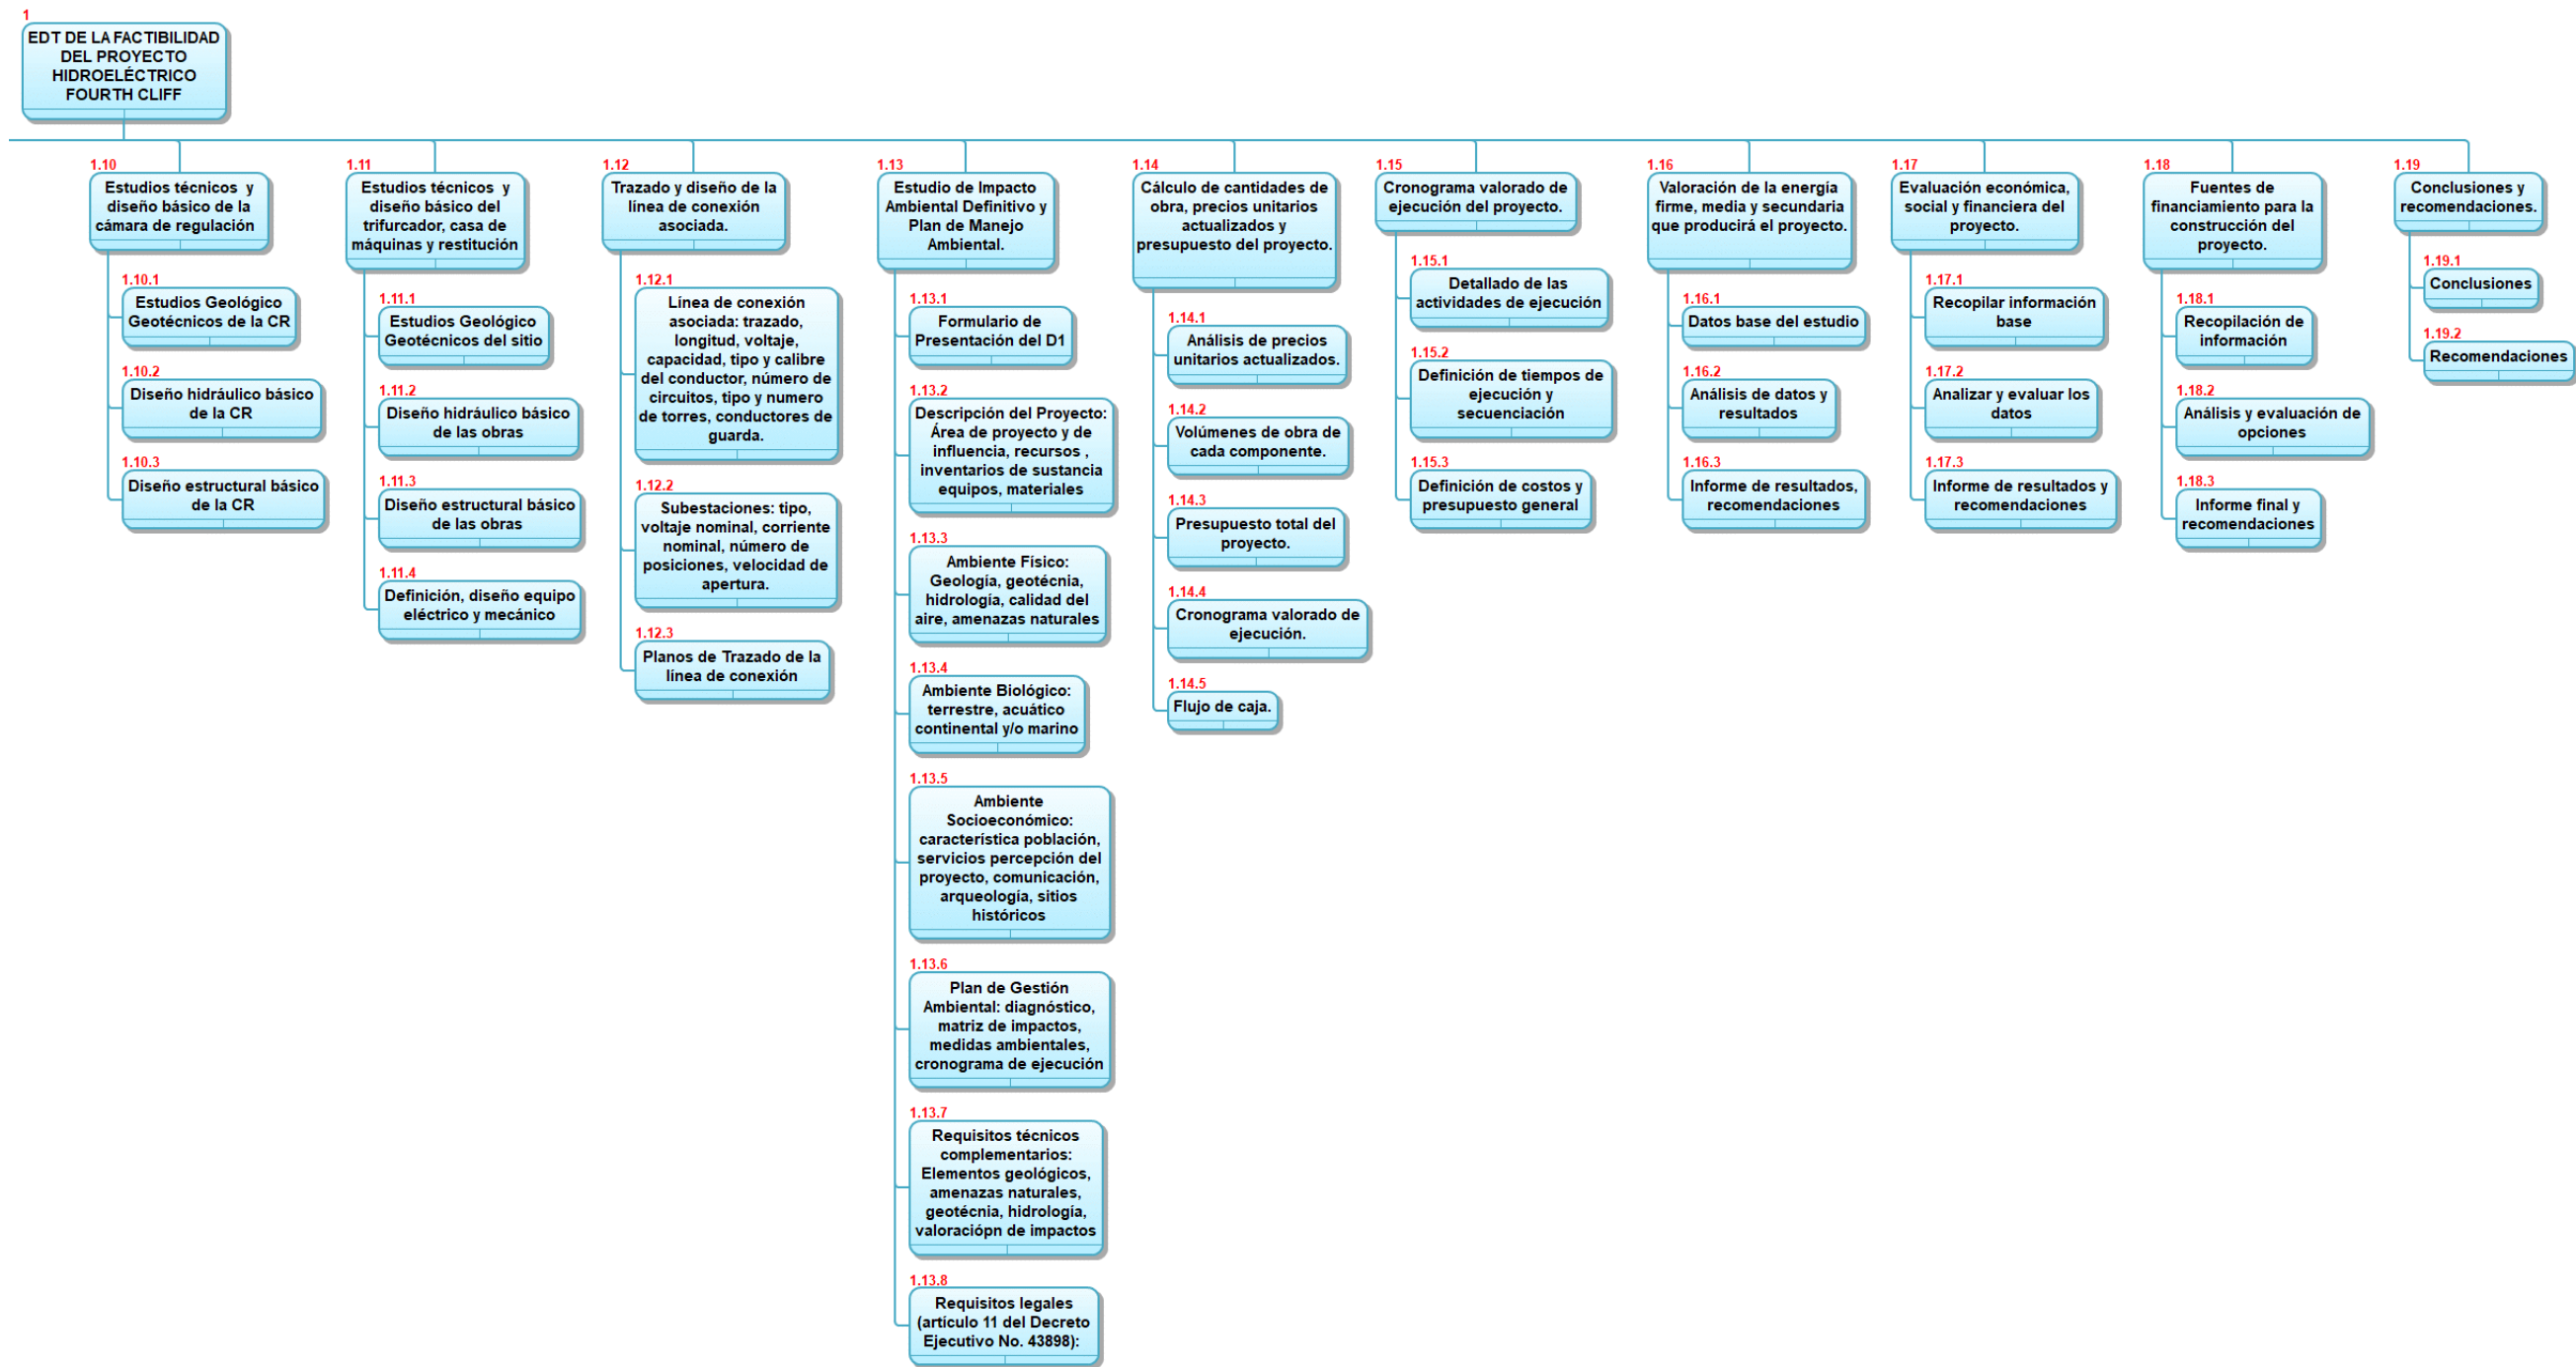 1
EDT DE LA FACTIBILIDAD
DEL PROYECTO
HIDROELÉCTRICO
FOURTH CLIFF
1.10
Estudios técnicos y
diseño básico de la
cámara de regulación
1.10.1
Estudios Geológico
Geotécnicos de la CR
1.10.2
Diseño hidráulico básico
de la CR
1.10.3
Diseño estructural básico
de la CR
1.11
Estudios técnicos y
diseño básico del
trifurcador, casa de
máquinas y restitución
1.11.1
Estudios Geológico
Geotécnicos del sitio
1.11.2
Diseño hidráulico básico
de las obras
1.11.3
Diseño estructural básico
de las obras
1.11.4
Definición, diseño equipo
eléctrico y mecánico
1.12
Trazado y diseño de la
línea de conexión
asociada.
1.12.1
Línea de conexión
asociada: trazado,
longitud, voltaje,
capacidad, tipo y calibre
del conductor, número de
circuitos, tipo y numero
de torres, conductores de
guarda.
1.12.2
Subestaciones: tipo,
voltaje nominal, corriente
nominal, número de
posiciones, velocidad de
apertura.
1.12.3
Planos de Trazado de la
línea de conexión
1.13
Estudio de Impacto
Ambiental Definitivo y
Plan de Manejo
Ambiental.
1.13.1
Formulario de
Presentación del D1
1.13.2
Descripción del Proyecto:
Área de proyecto y de
influencia, recursos ,
inventarios de sustancia
equipos, materiales
1.13.3
Ambiente Físico:
Geología, geotécnia,
hidrología, calidad del
aire, amenazas naturales
1.13.4
Ambiente Biológico:
terrestre, acuático
continental y/o marino
1.13.5
Ambiente
Socioeconómico:
característica población,
servicios percepción del
proyecto, comunicación,
arqueología, sitios
históricos
1.13.6
Plan de Gestión
Ambiental: diagnóstico,
matriz de impactos,
medidas ambientales,
cronograma de ejecución
1.13.7
Requisitos técnicos
complementarios:
Elementos geológicos,
amenazas naturales,
geotécnia, hidrología,
valoraciópn de impactos
1.13.8
Requisitos legales
(artículo 11 del Decreto
Ejecutivo No. 43898):
1.14
Cálculo de cantidades de
obra, precios unitarios
actualizados y
presupuesto del proyecto.
1.14.1
Análisis de precios
unitarios actualizados.
1.14.2
Volúmenes de obra de
cada componente.
1.14.3
Presupuesto total del
proyecto.
1.14.4
Cronograma valorado de
ejecución.
1.14.5
Flujo de caja.
1.15
Cronograma valorado de
ejecución del proyecto.
1.15.1
Detallado de las
actividades de ejecución
1.15.2
Definición de tiempos de
ejecución y
secuenciación
1.15.3
Definición de costos y
presupuesto general
1.16
Valoración de la energía
firme, media y secundaria
que producirá el proyecto.
1.16.1
Datos base del estudio
1.16.2
Análisis de datos y
resultados
1.16.3
Informe de resultados,
recomendaciones
1.17
Evaluación económica,
social y financiera del
proyecto.
1.17.1
Recopilar información
base
1.17.2
Analizar y evaluar los
datos
1.17.3
Informe de resultados y
recomendaciones
1.18
Fuentes de
financiamiento para la
construcción del
proyecto.
1.18.1
Recopilación de
información
1.18.2
Análisis y evaluación de
opciones
1.18.3
Informe final y
recomendaciones
1.19
Conclusiones y
recomendaciones.
1.19.1
Conclusiones
1.19.2
Recomendaciones